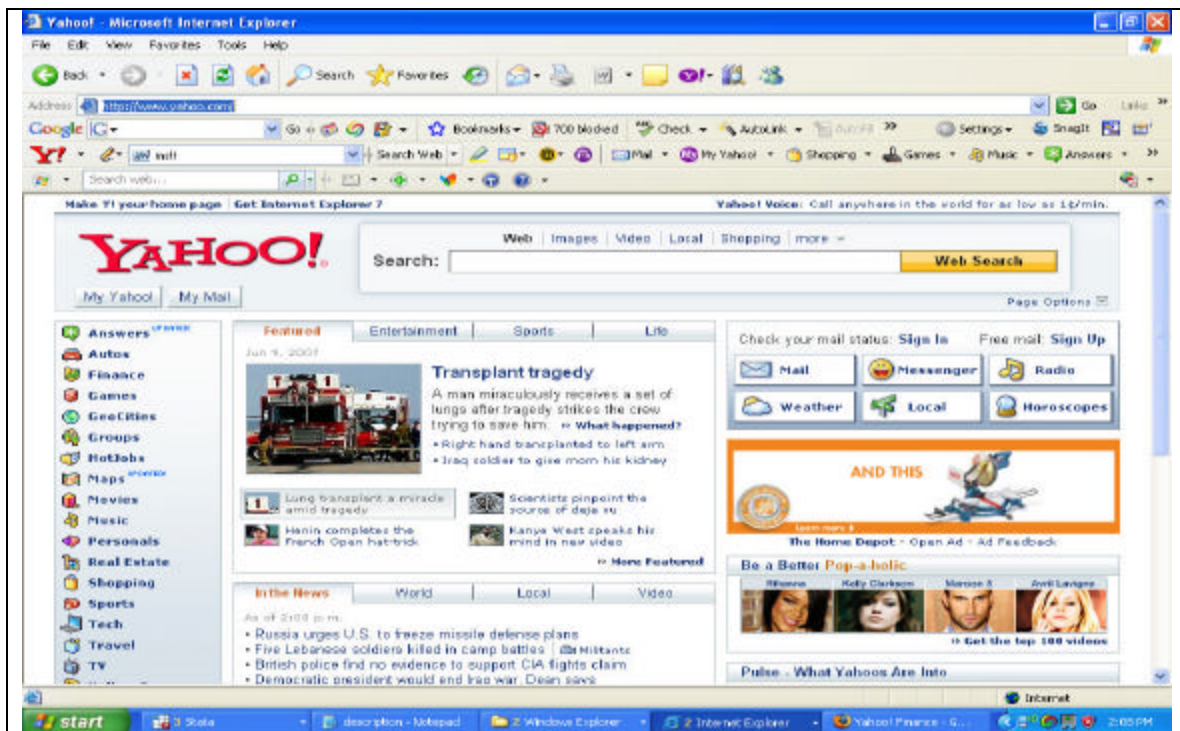 Yahoo! - Microsoft Internet Explorer
File Edit View Favorites Tools Help
Back Search Favorites
Address http://www.yahoo.com/ Go Links »
Google G Go Bookmarks 700 blocked Check AutoLink AutoFill » Settings SnagIt
Y! Search Web Mail My Yahoo! Shopping Games Music Answers »
Search web...
Make Y! your home page | Get Internet Explorer 7 Yahoo! Voice: Call anywhere in the world for as low as 1¢/min.
YAHOO!
Web | Images | Video | Local | Shopping | more
Search: Web Search
My Yahoo! My Mail
Page Options
Answers
Autos
Finance
Games
GeoCities
Groups
HotJobs
Maps
Movies
Music
Personals
Real Estate
Shopping
Sports
Tech
Travel
TV
Featured Entertainment Sports Life
Jun 9, 2007
Transplant tragedy
A man miraculously receives a set of
lungs after tragedy strikes the crew
trying to save him. » What happened?
• Right hand transplanted to left arm
• Iraq soldier to give mom his kidney
Lung transplant a miracle
amid tragedy
Scientists pinpoint the
source of deja vu
Henin completes the
French Open hat-trick
Kanye West speaks his
mind in new video
» More Featured
In the News World Local Video
As of 2:00 p.m.
• Russia urges U.S. to freeze missile defense plans
• Five Lebanese soldiers killed in camp battles | Militants
• British police find no evidence to support CIA flights claim
• Democratic president would end Iraq war, Dean says
Check your mail status: Sign In Free mail: Sign Up
Mail Messenger Radio
Weather Local Horoscopes
AND THIS
Learn more
The Home Depot - Open Ad - Ad Feedback
Be a Better Pop-a-holic
Rihanna Kelly Clarkson Maroon 5 Avril Lavigne
» Get the top 100 videos
Pulse - What Yahoos Are Into
Internet
start 3 Stata description - Notepad 2 Windows Explorer 2 Internet Explorer Yahoo! Finance - G... 2:05 PM